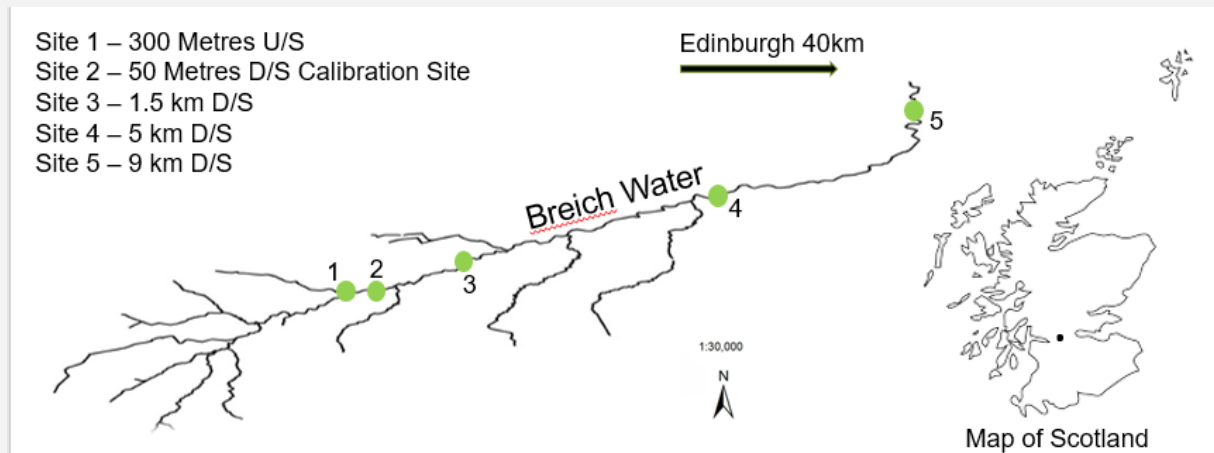 Site 1 – 300 Metres U/S
Site 2 – 50 Metres D/S Calibration Site
Site 3 – 1.5 km D/S
Site 4 – 5 km D/S
Site 5 – 9 km D/S
Edinburgh 40km
5
Breich Water
4
1
2
3
1:30,000
N
Map of Scotland